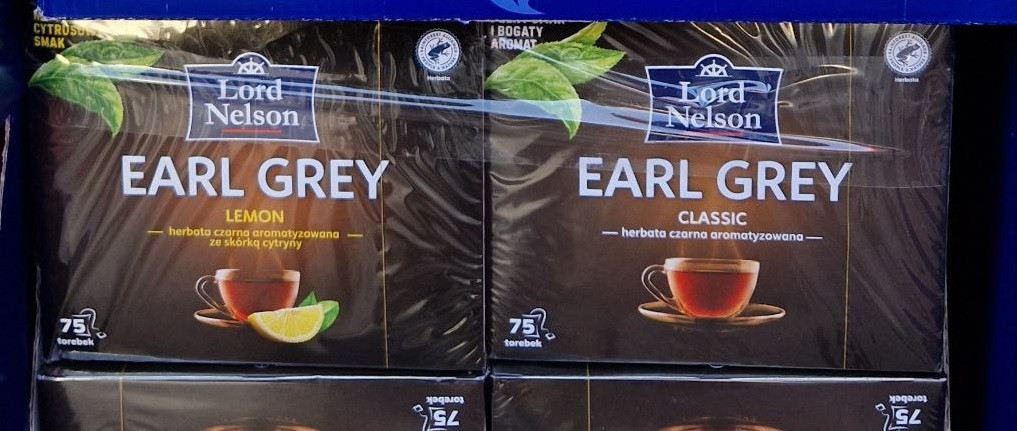 CYTRUSOWY
SMAK
Lord
Nelson
Herbata
EARL GREY
LEMON
herbata czarna aromatyzowana
ze skórką cytryny
75
torebek
I BOGATY
AROMAT
Lord
Nelson
Herbata
EARL GREY
CLASSIC
herbata czarna aromatyzowana
75
torebek
torebek
75
torebek
75